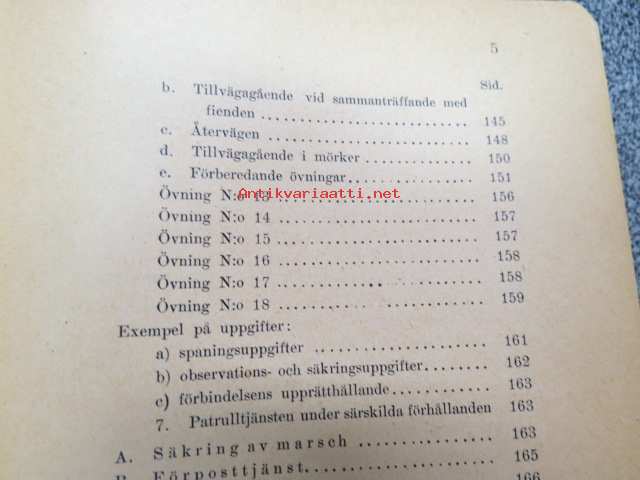 5
Sid.
b. Tillvägagående vid sammanträffande med
fienden .......................... 145
c. Återvägen .......................... 148
d. Tillvägagående i mörker .............. 150
e. Förberedande övningar .............. 151
Antikvariaatti.net
Övning N:o 13 .......................... 156
Övning N:o 14 .......................... 157
Övning N:o 15 .......................... 157
Övning N:o 16 .......................... 158
Övning N:o 17 .......................... 158
Övning N:o 18 .......................... 159
Exempel på uppgifter:
a) spaningsuppgifter .................... 161
b) observations- och säkringsuppgifter ........ 162
c) förbindelsens upprätthållande ............ 163
7. Patrulltjänsten under särskilda förhållanden 163
A. Säkring av marsch .................. 163
B. Förposttjänst .......................... 165
166